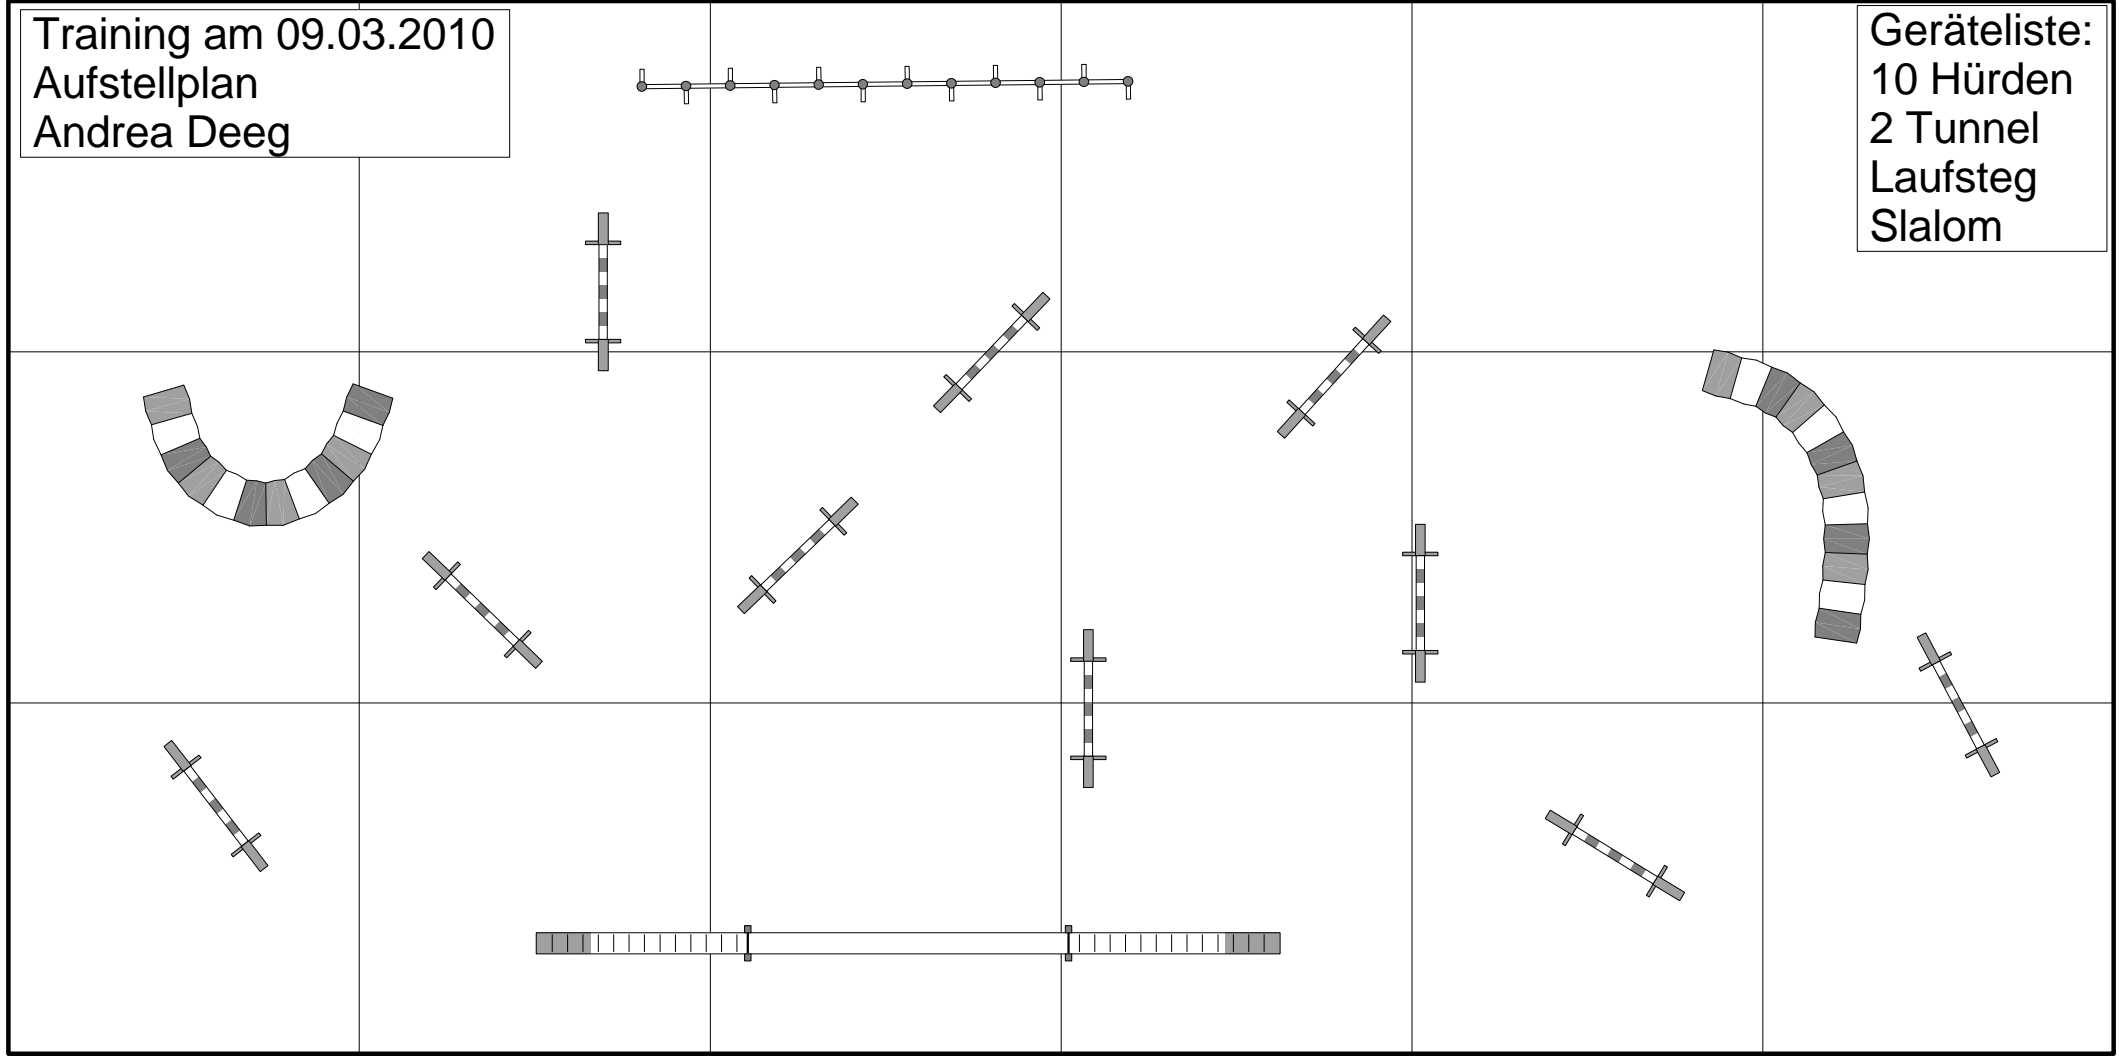 Training am 09.03.2010
Aufstellplan
Andrea Deeg
Geräteliste:
10 Hürden
2 Tunnel
Laufsteg
Slalom